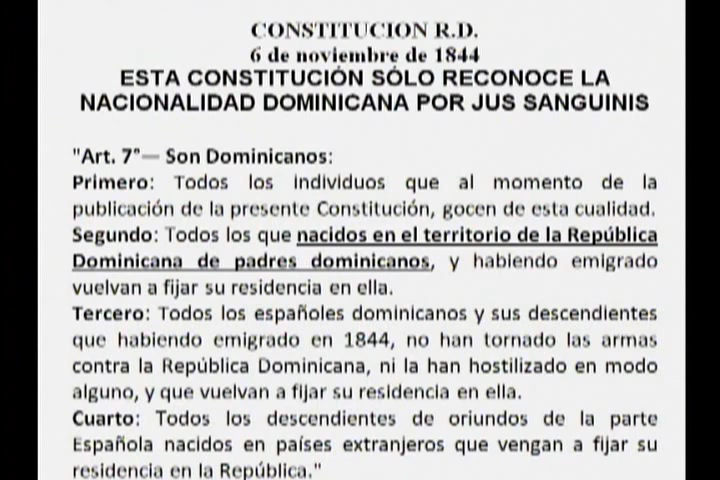 CONSTITUCION R.D.
6 de noviembre de 1844
ESTA CONSTITUCIÓN SÓLO RECONOCE LA
NACIONALIDAD DOMINICANA POR JUS SANGUINIS
"Art. 7°— Son Dominicanos:
Primero: Todos los individuos que al momento de la
publicación de la presente Constitución, gocen de esta cualidad.
Segundo: Todos los que nacidos en el territorio de la República
Dominicana de padres dominicanos, y habiendo emigrado
vuelvan a fijar su residencia en ella.
Tercero: Todos los españoles dominicanos y sus descendientes
que habiendo emigrado en 1844, no han tornado las armas
contra la República Dominicana, ni la han hostilizado en modo
alguno, y que vuelvan a fijar su residencia en ella.
Cuarto: Todos los descendientes de oriundos de la parte
Española nacidos en países extranjeros que vengan a fijar su
residencia en la República."